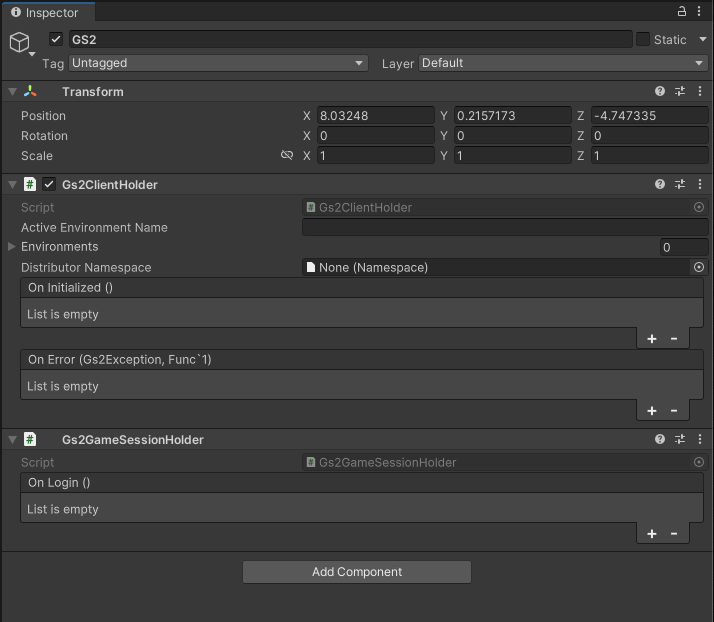 Inspector
GS2
Static
Tag Untagged Layer Default
Transform
Position X 8.03248 Y 0.2157173 Z -4.747335
Rotation X 0 Y 0 Z 0
Scale X 1 Y 1 Z 1
# Gs2ClientHolder
Script # Gs2ClientHolder
Active Environment Name
Environments 0
Distributor Namespace None (Namespace)
On Initialized ()
List is empty
+ -
On Error (Gs2Exception, Func`1)
List is empty
+ -
# Gs2GameSessionHolder
Script # Gs2GameSessionHolder
On Login ()
List is empty
+ -
Add Component